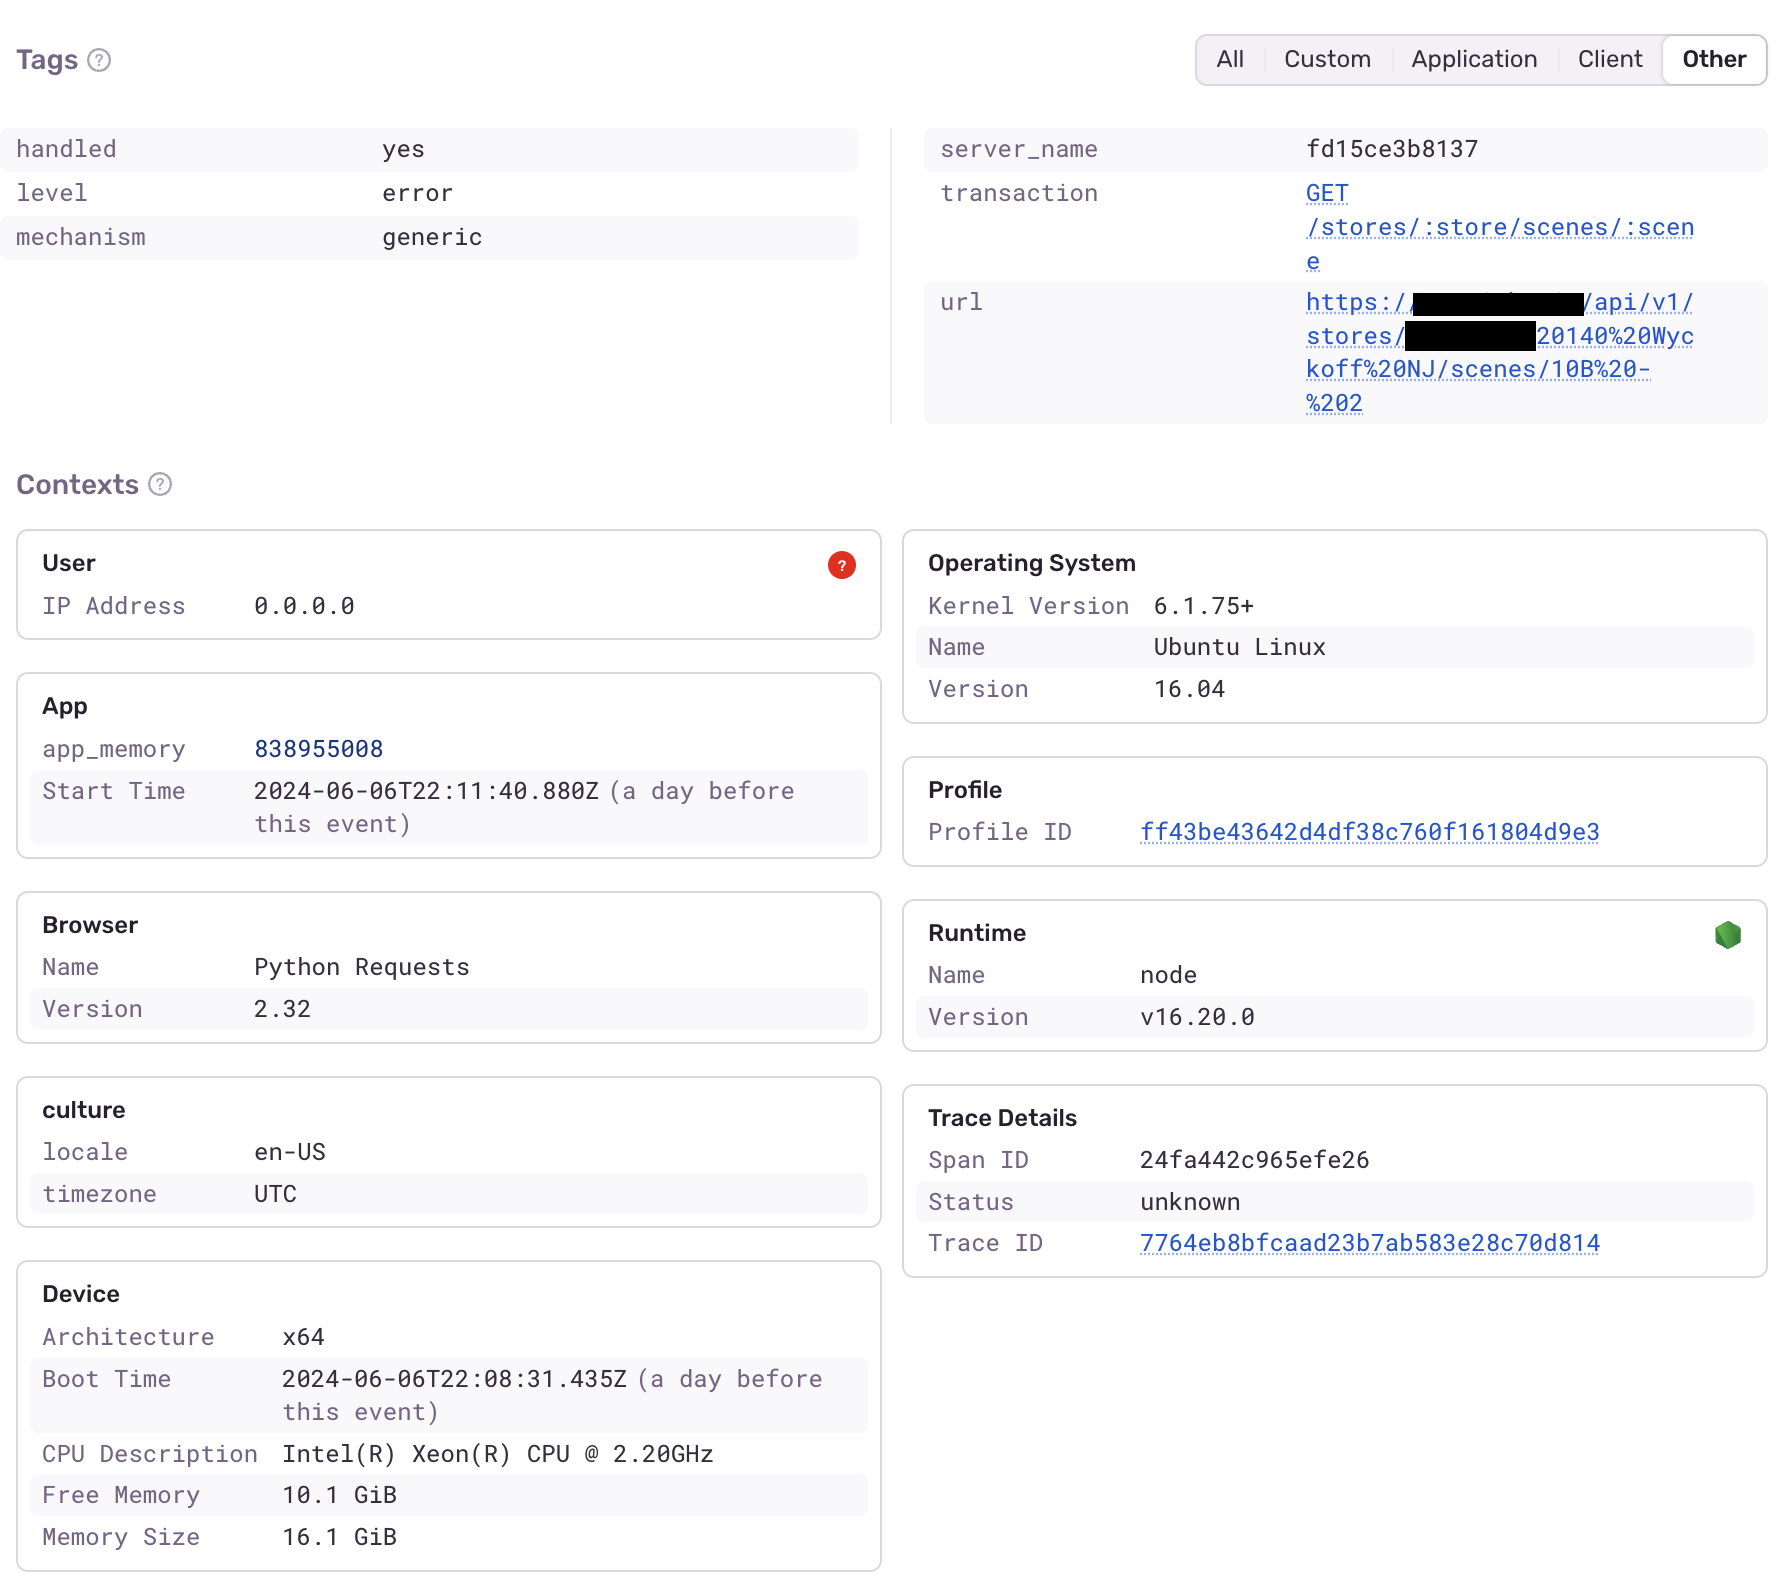 Tags ?
All Custom Application Client Other
handled yes
level error
mechanism generic
server_name fd15ce3b8137
transaction GET
/stores/:store/scenes/:scen
e
url https://
/api/v1/
stores/
20140%20Wyc
koff%20NJ/scenes/10B%20-
%202
Contexts ?
User ?
IP Address 0.0.0.0
App
app_memory 838955008
Start Time 2024-06-06T22:11:40.880Z (a day before
this event)
Browser
Name Python Requests
Version 2.32
culture
locale en-US
timezone UTC
Device
Architecture x64
Boot Time 2024-06-06T22:08:31.435Z (a day before
this event)
CPU Description Intel(R) Xeon(R) CPU @ 2.20GHz
Free Memory 10.1 GiB
Memory Size 16.1 GiB
Operating System
Kernel Version 6.1.75+
Name Ubuntu Linux
Version 16.04
Profile
Profile ID ff43be43642d4df38c760f161804d9e3
Runtime
Name node
Version v16.20.0
Trace Details
Span ID 24fa442c965efe26
Status unknown
Trace ID 7764eb8bfcaad23b7ab583e28c70d814